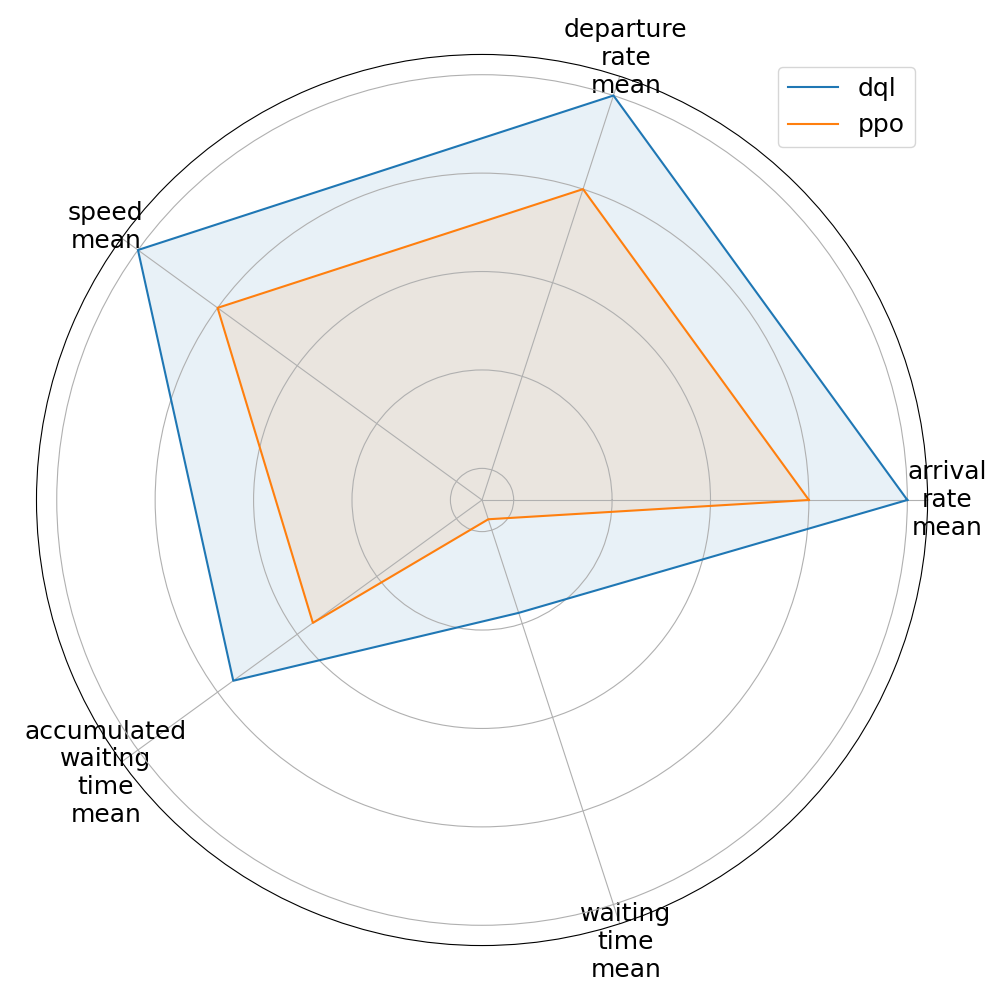 departure
rate
mean
dql
ppo
speed
mean
arrival
rate
mean
accumulated
waiting
time
mean
waiting
time
mean